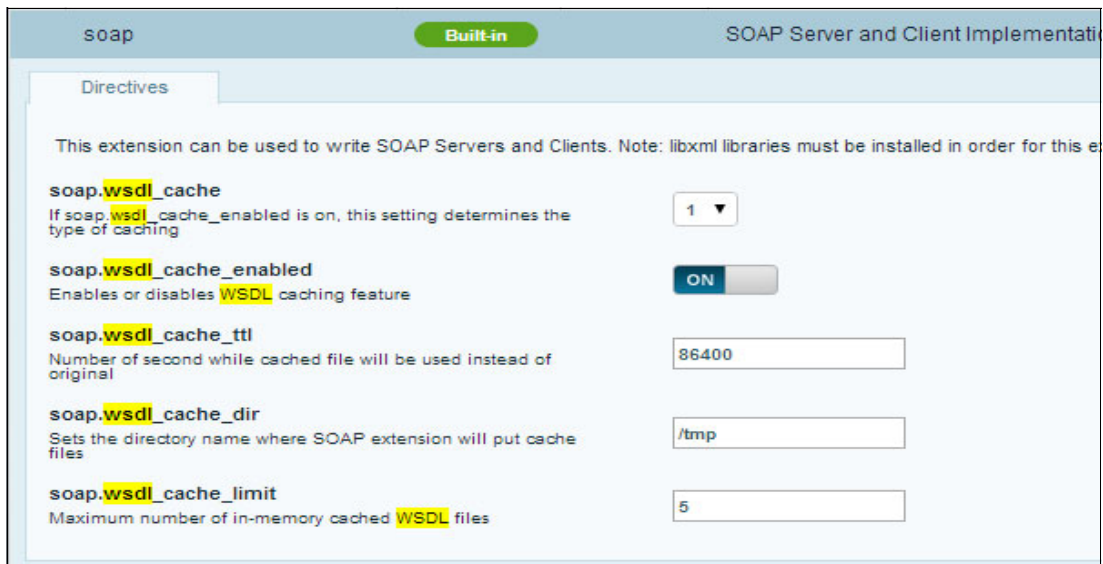 soap Built-in SOAP Server and Client Implementati
Directives
This extension can be used to write SOAP Servers and Clients. Note: libxml libraries must be installed in order for this e
soap.wsdl_cache
If soap.wsdl_cache_enabled is on, this setting determines the
type of caching
1
soap.wsdl_cache_enabled
Enables or disables WSDL caching feature
ON
soap.wsdl_cache_ttl
Number of second while cached file will be used instead of
original
86400
soap.wsdl_cache_dir
Sets the directory name where SOAP extension will put cache
files
/tmp
soap.wsdl_cache_limit
Maximum number of in-memory cached WSDL files
5